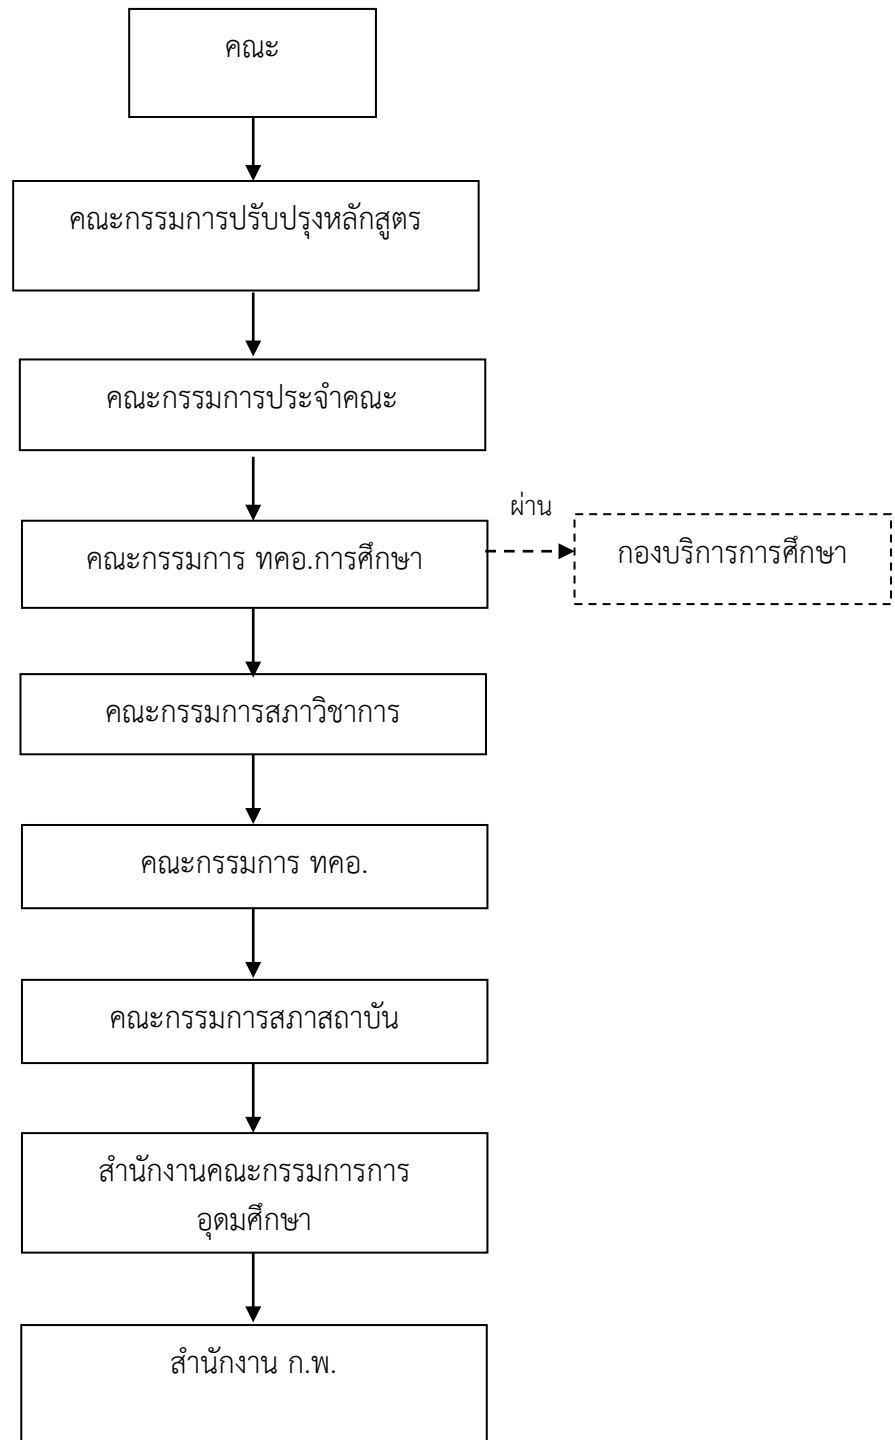 คณะ
คณะกรรมการปรับปรุงหลักสูตร
คณะกรรมการประจำคณะ
คณะกรรมการ ทคอ.การศึกษา
ผ่าน
กองบริการการศึกษา
คณะกรรมการสภาวิชาการ
คณะกรรมการ ทคอ.
คณะกรรมการสภาสถาบัน
สำนักงานคณะกรรมการการ
อุดมศึกษา
สำนักงาน ก.พ.